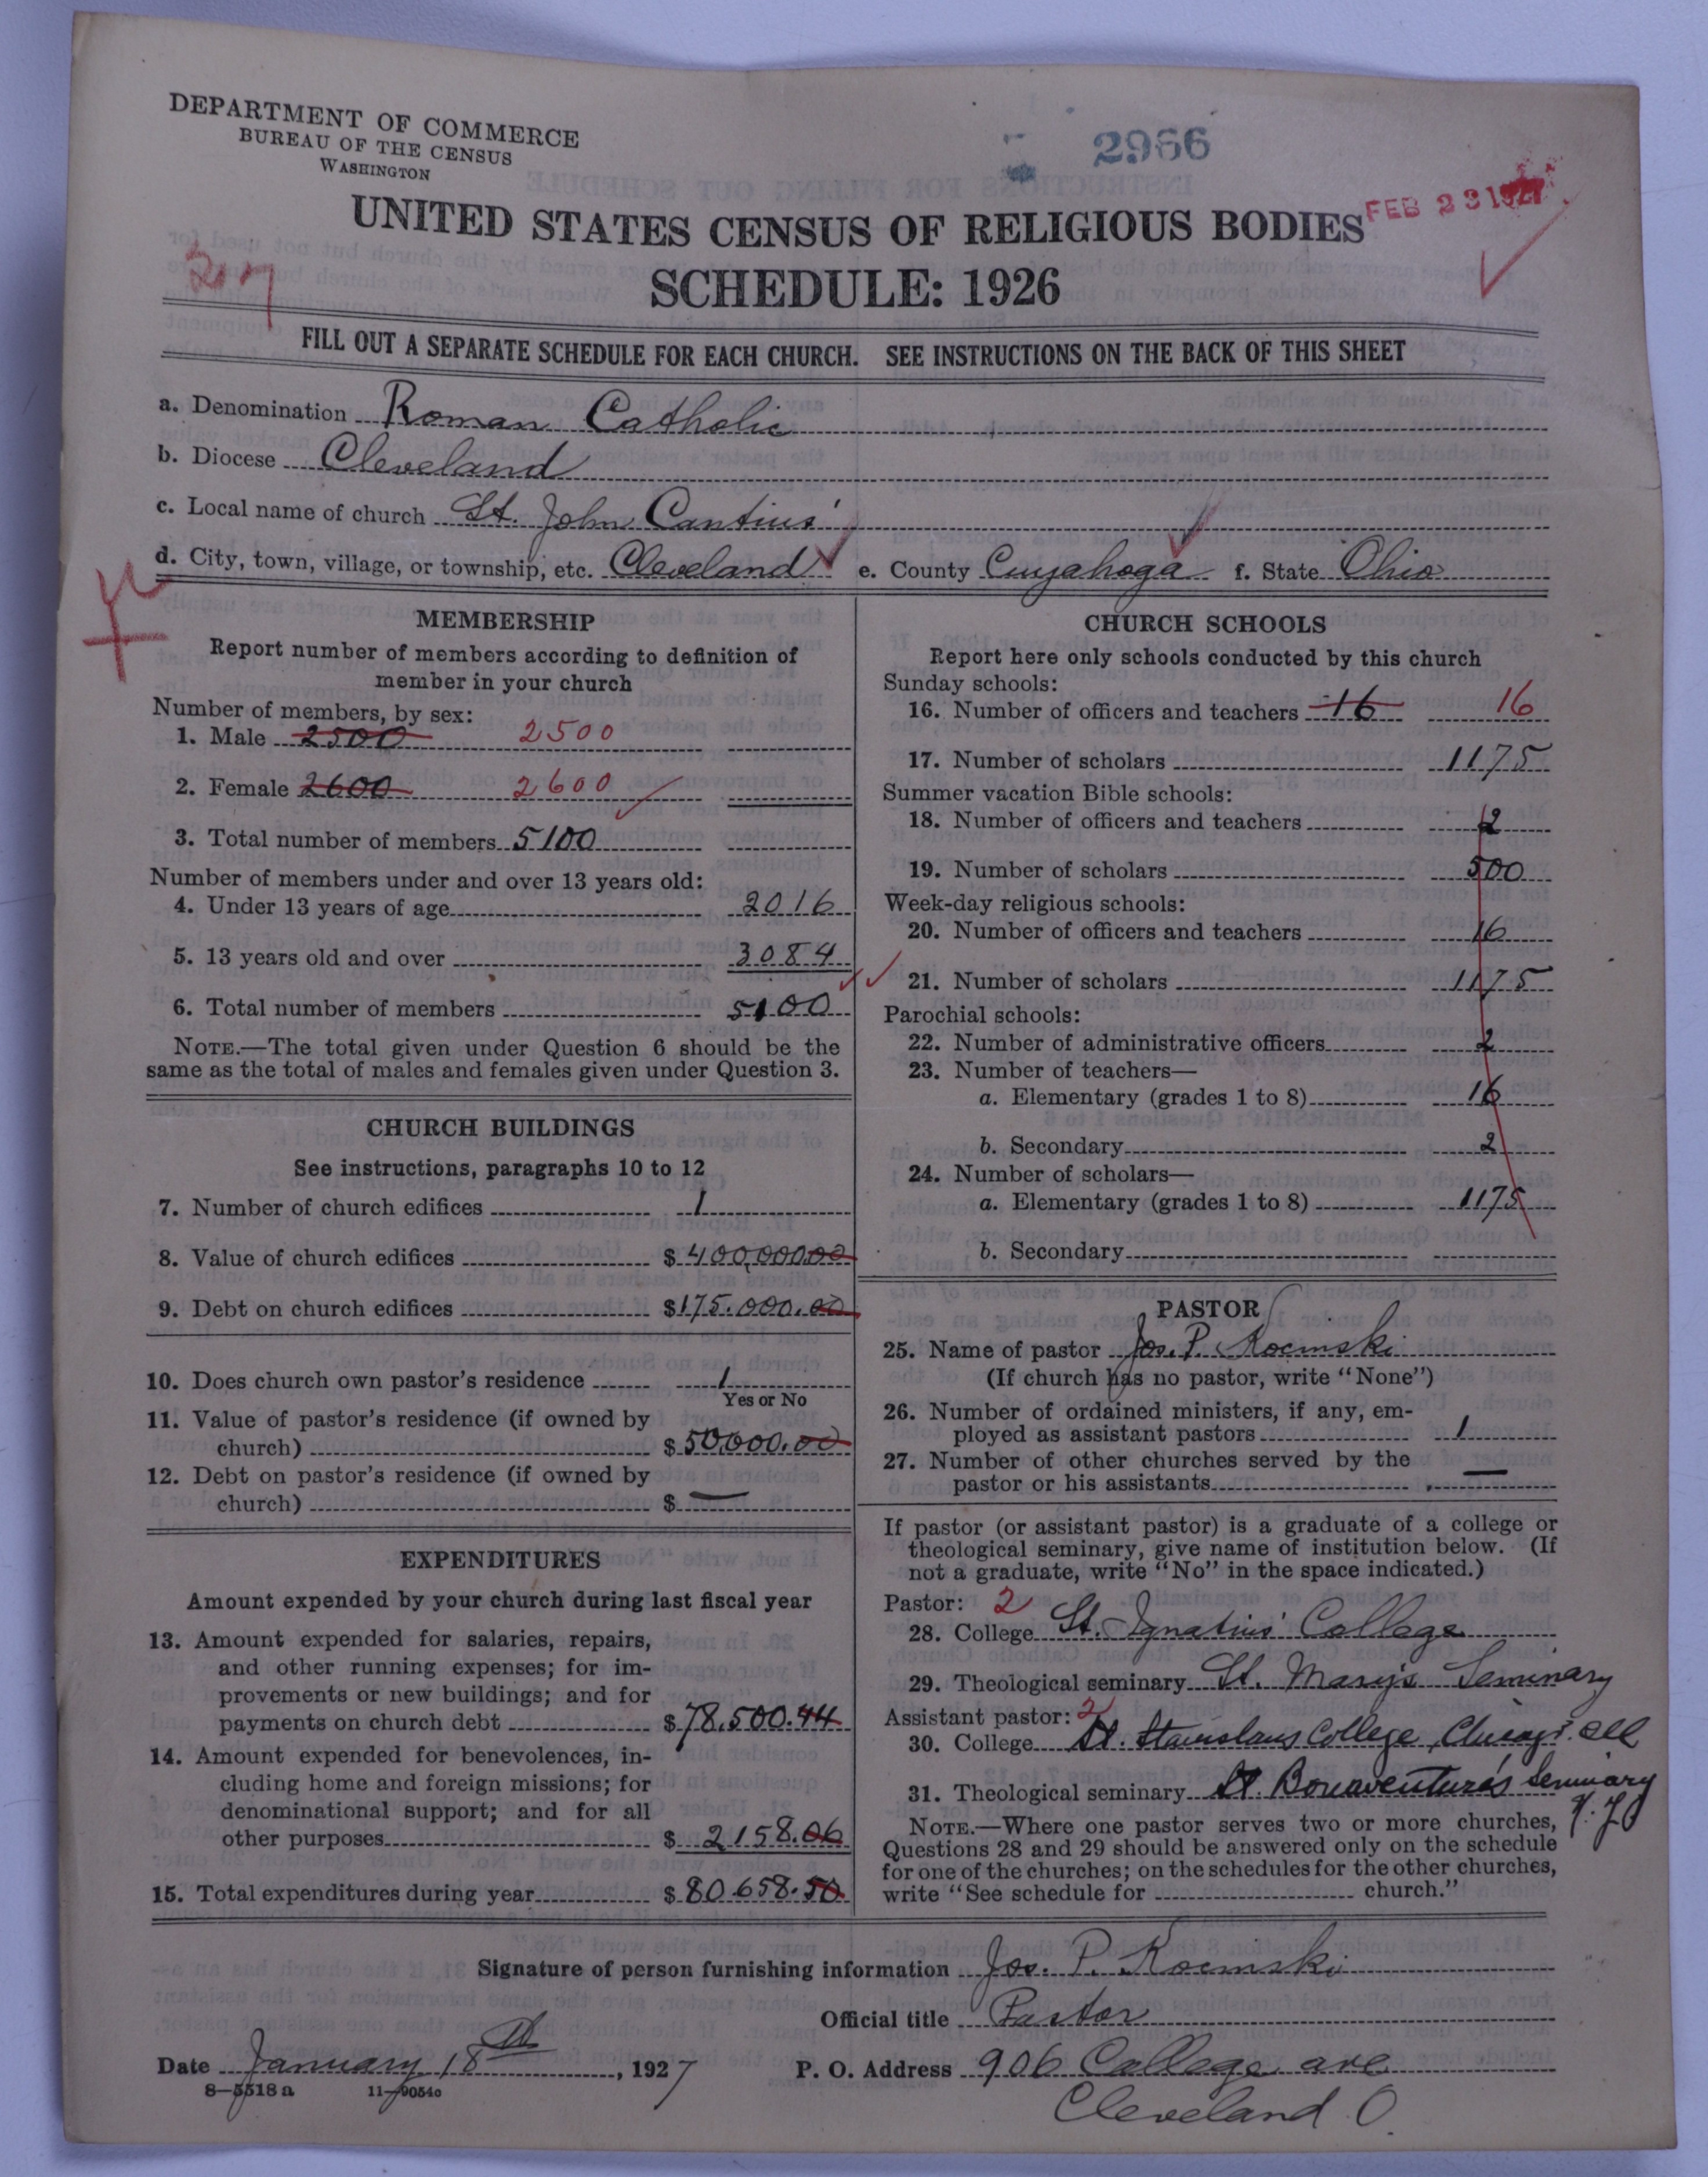 DEPARTMENT OF COMMERCE
BUREAU OF THE CENSUS
WASHINGTON
2966
FEB 23 1927
UNITED STATES CENSUS OF RELIGIOUS BODIES
SCHEDULE: 1926
FILL OUT A SEPARATE SCHEDULE FOR EACH CHURCH. SEE INSTRUCTIONS ON THE BACK OF THIS SHEET
a. Denomination Roman Catholic
b. Diocese Cleveland
c. Local name of church St. John Cantius'
d. City, town, village, or township, etc. Cleveland e. County Cuyahoga f. State Ohio
MEMBERSHIP
Report number of members according to definition of
member in your church
Number of members, by sex:
1. Male 2500 2500
2. Female 2600 2600
3. Total number of members 5100
Number of members under and over 13 years old:
4. Under 13 years of age 2016
5. 13 years old and over 3084
6. Total number of members 5100
NOTE.—The total given under Question 6 should be the
same as the total of males and females given under Question 3.
CHURCH BUILDINGS
See instructions, paragraphs 10 to 12
7. Number of church edifices 1
8. Value of church edifices $ 400,000.00
9. Debt on church edifices $175.000.00
10. Does church own pastor's residence 1
Yes or No
11. Value of pastor's residence (if owned by
church) $ 50000.00
12. Debt on pastor's residence (if owned by
church) $ —
EXPENDITURES
Amount expended by your church during last fiscal year
13. Amount expended for salaries, repairs,
and other running expenses; for im-
provements or new buildings; and for
payments on church debt $78.500.44
14. Amount expended for benevolences, in-
cluding home and foreign missions; for
denominational support; and for all
other purposes $ 2158.06
15. Total expenditures during year $ 80 658.50
CHURCH SCHOOLS
Report here only schools conducted by this church
Sunday schools:
16. Number of officers and teachers 16 16
17. Number of scholars 1175
Summer vacation Bible schools:
18. Number of officers and teachers 2
19. Number of scholars 500
Week-day religious schools:
20. Number of officers and teachers 16
21. Number of scholars 1175
Parochial schools:
22. Number of administrative officers 2
23. Number of teachers—
a. Elementary (grades 1 to 8) 16
b. Secondary 2
24. Number of scholars—
a. Elementary (grades 1 to 8) 1175
b. Secondary
PASTOR
25. Name of pastor Jos. P. Kocinski
(If church has no pastor, write "None")
26. Number of ordained ministers, if any, em-
ployed as assistant pastors 1
27. Number of other churches served by the
pastor or his assistants —
If pastor (or assistant pastor) is a graduate of a college or
theological seminary, give name of institution below. (If
not a graduate, write "No" in the space indicated.)
Pastor: 2
28. College St. Ignatius' College
29. Theological seminary St. Mary's Seminary
Assistant pastor: 2
30. College St. Stanislaus College, Chicago. Ill
31. Theological seminary St. Bonaventure's Seminary
NOTE.—Where one pastor serves two or more churches,
Questions 28 and 29 should be answered only on the schedule
for one of the churches; on the schedules for the other churches,
write "See schedule for church."
Signature of person furnishing information Jos. P. Kocinski
Official title Pastor
Date January 18th, 1927 P. O. Address 906 College ave
8—5518 a 11—9054o
Cleveland O.